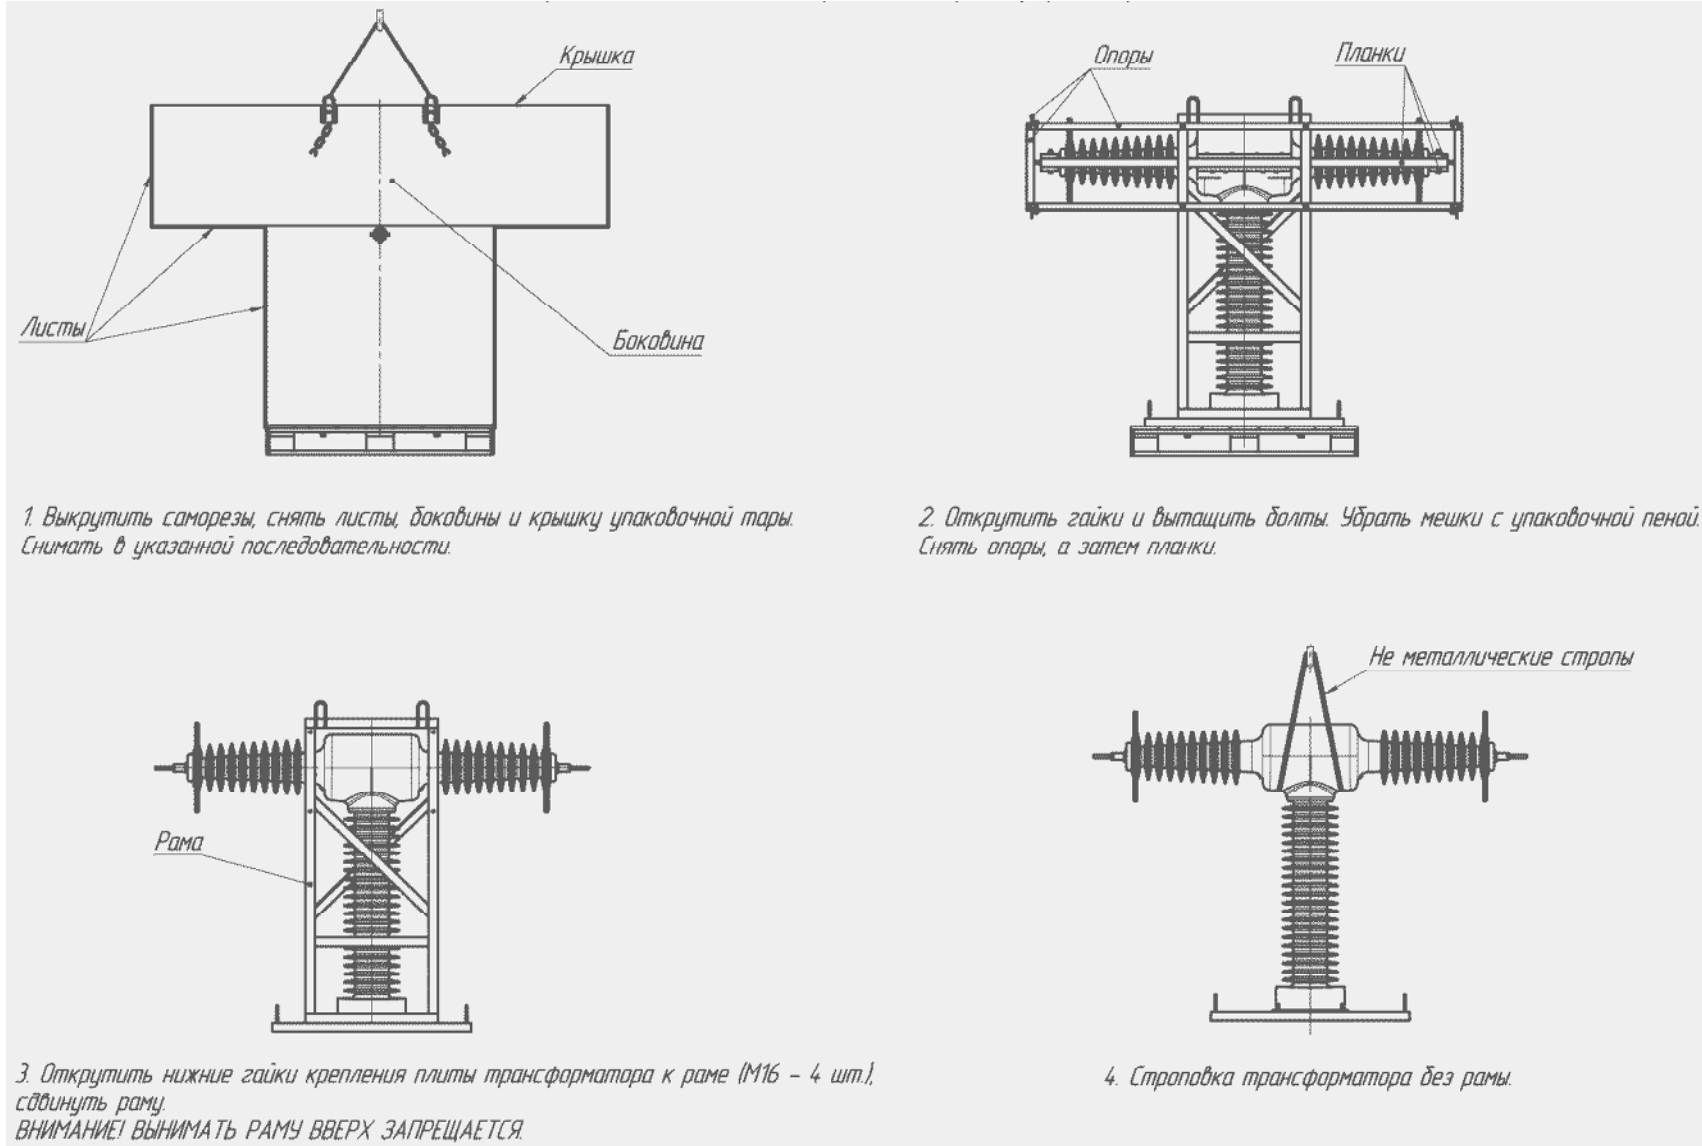 Крышка
Листы
Боковина
1. Выкрутить саморезы, снять листы, боковины и крышку упаковочной тары.
Снимать в указанной последовательности.
Опоры
Планки
2. Открутить гайки и вытащить болты. Убрать мешки с упаковочной пеной.
Снять опоры, а затем планки.
Рама
3. Открутить нижние гайки крепления плиты трансформатора к раме (М16 - 4 шт.),
сдвинуть раму.
ВНИМАНИЕ! ВЫНИМАТЬ РАМУ ВВЕРХ ЗАПРЕЩАЕТСЯ.
Не металлические стропы
4. Строповка трансформатора без рамы.